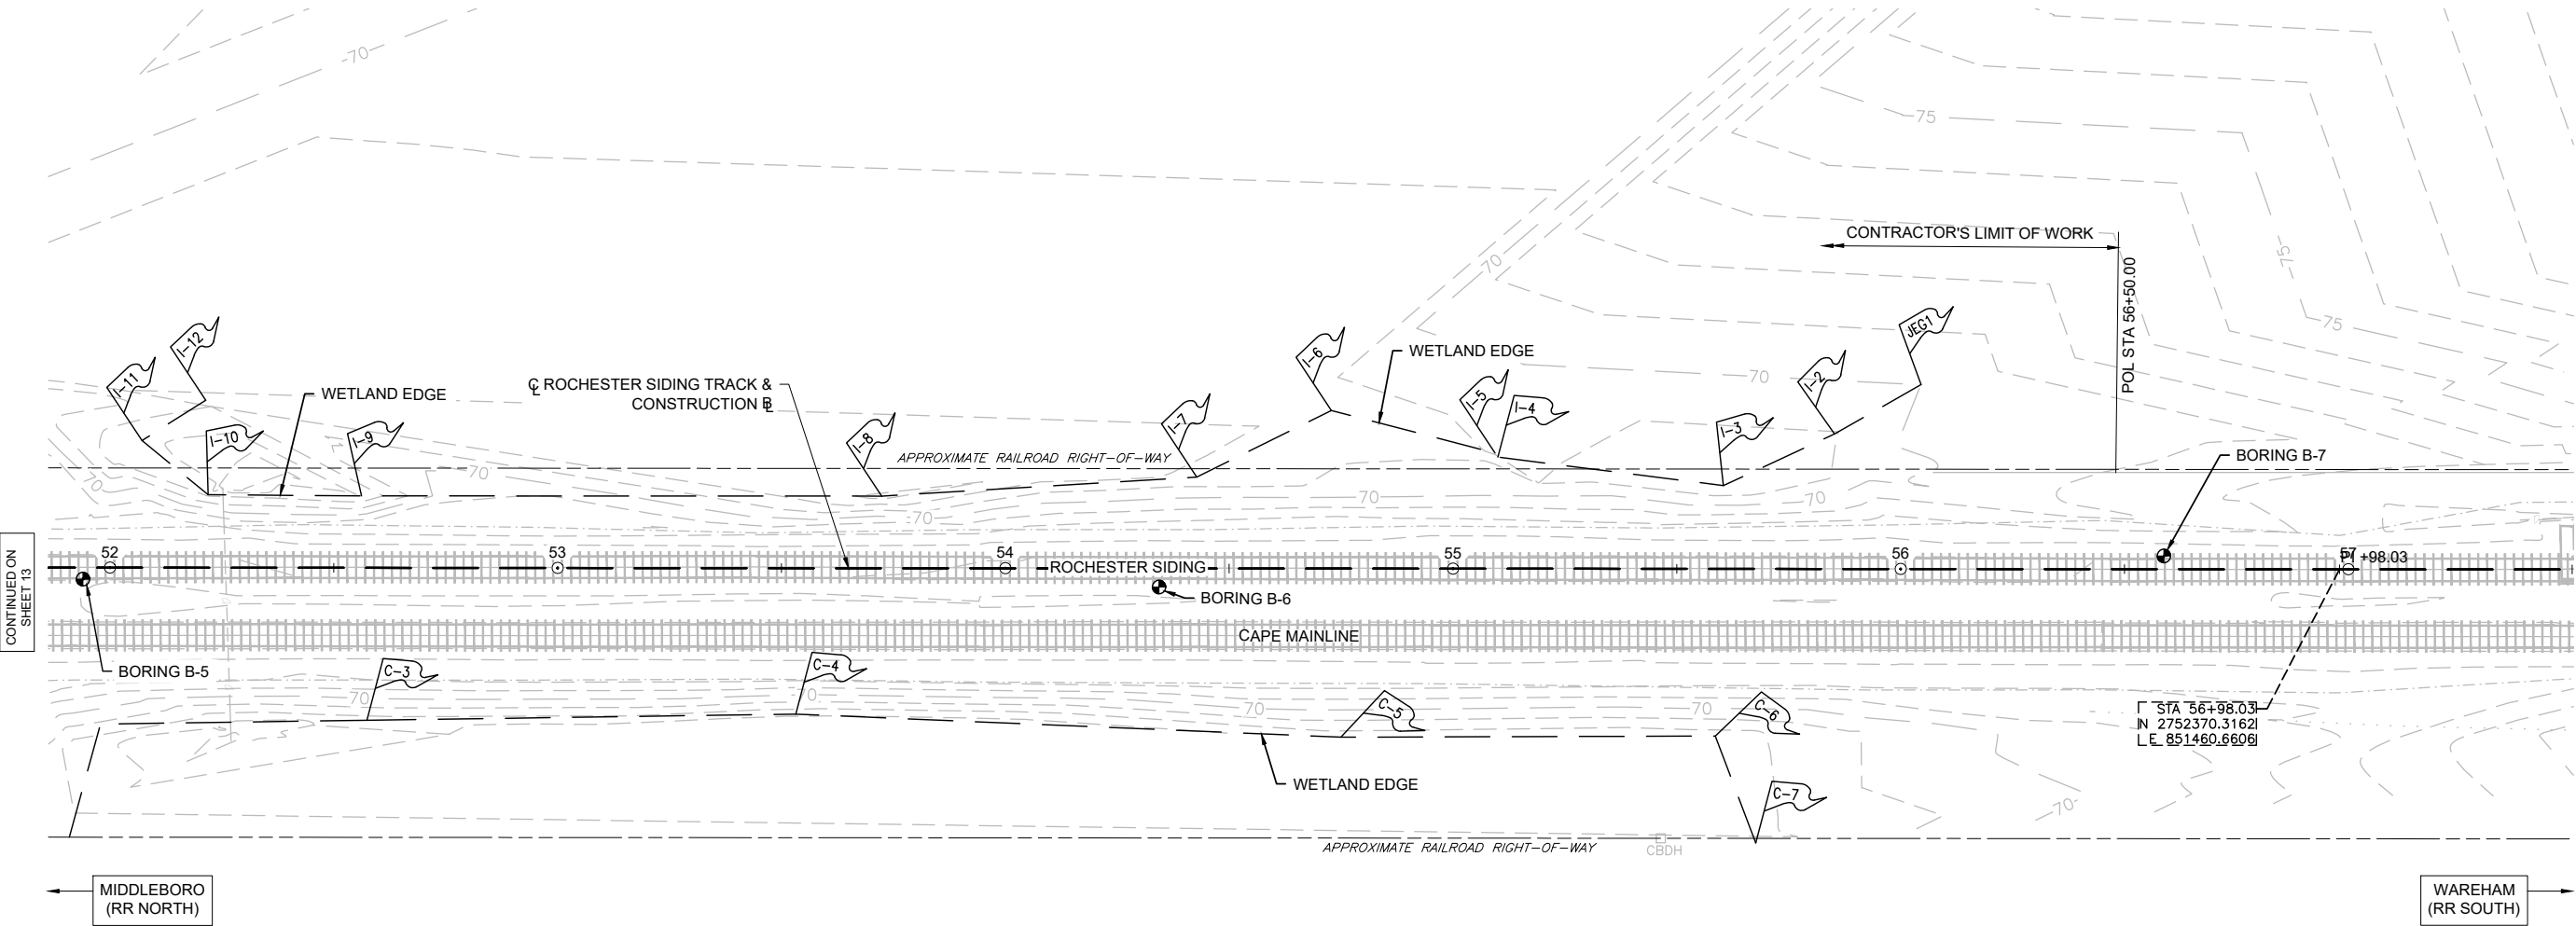 70
75
70
CONTRACTOR'S LIMIT OF WORK
75
POL STA 56+50.00
75
I-12
I-11
I-6
JEG1
WETLAND EDGE
70
I-2
I-5
I-4
WETLAND EDGE
℄ ROCHESTER SIDING TRACK &
CONSTRUCTION B
I-10
I-9
I-8
I-7
I-3
APPROXIMATE RAILROAD RIGHT-OF-WAY
BORING B-7
70
70
70
70
CONTINUED ON
SHEET 13
52
53
54
55
56
57
PI +98.03
ROCHESTER SIDING
BORING B-6
CAPE MAINLINE
BORING B-5
C-3
C-4
70
70
70
C-5
70
C-6
STA 56+98.03
N 2752370.3162
E 851460.6606
WETLAND EDGE
C-7
70
APPROXIMATE RAILROAD RIGHT-OF-WAY
CBDH
MIDDLEBORO
(RR NORTH)
WAREHAM
(RR SOUTH)